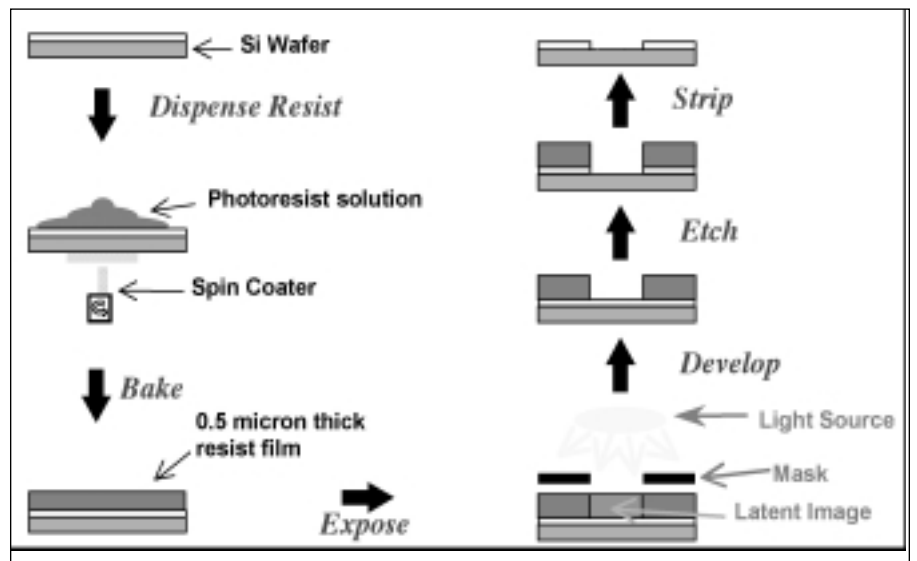 Si Wafer
Dispense Resist
Photoresist solution
Spin Coater
Bake
0.5 micron thick
resist film
Expose
Light Source
Mask
Latent Image
Develop
Etch
Strip